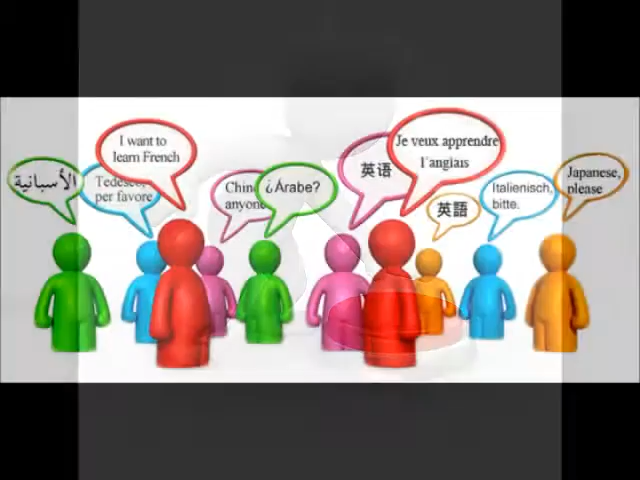 الأسبانية
Tedesco,
per favore
I want to
learn French
anyone
¿Árabe?
英语
Je veux apprendre
l'anglais
英語
Italienisch,
bitte.
Japanese,
please